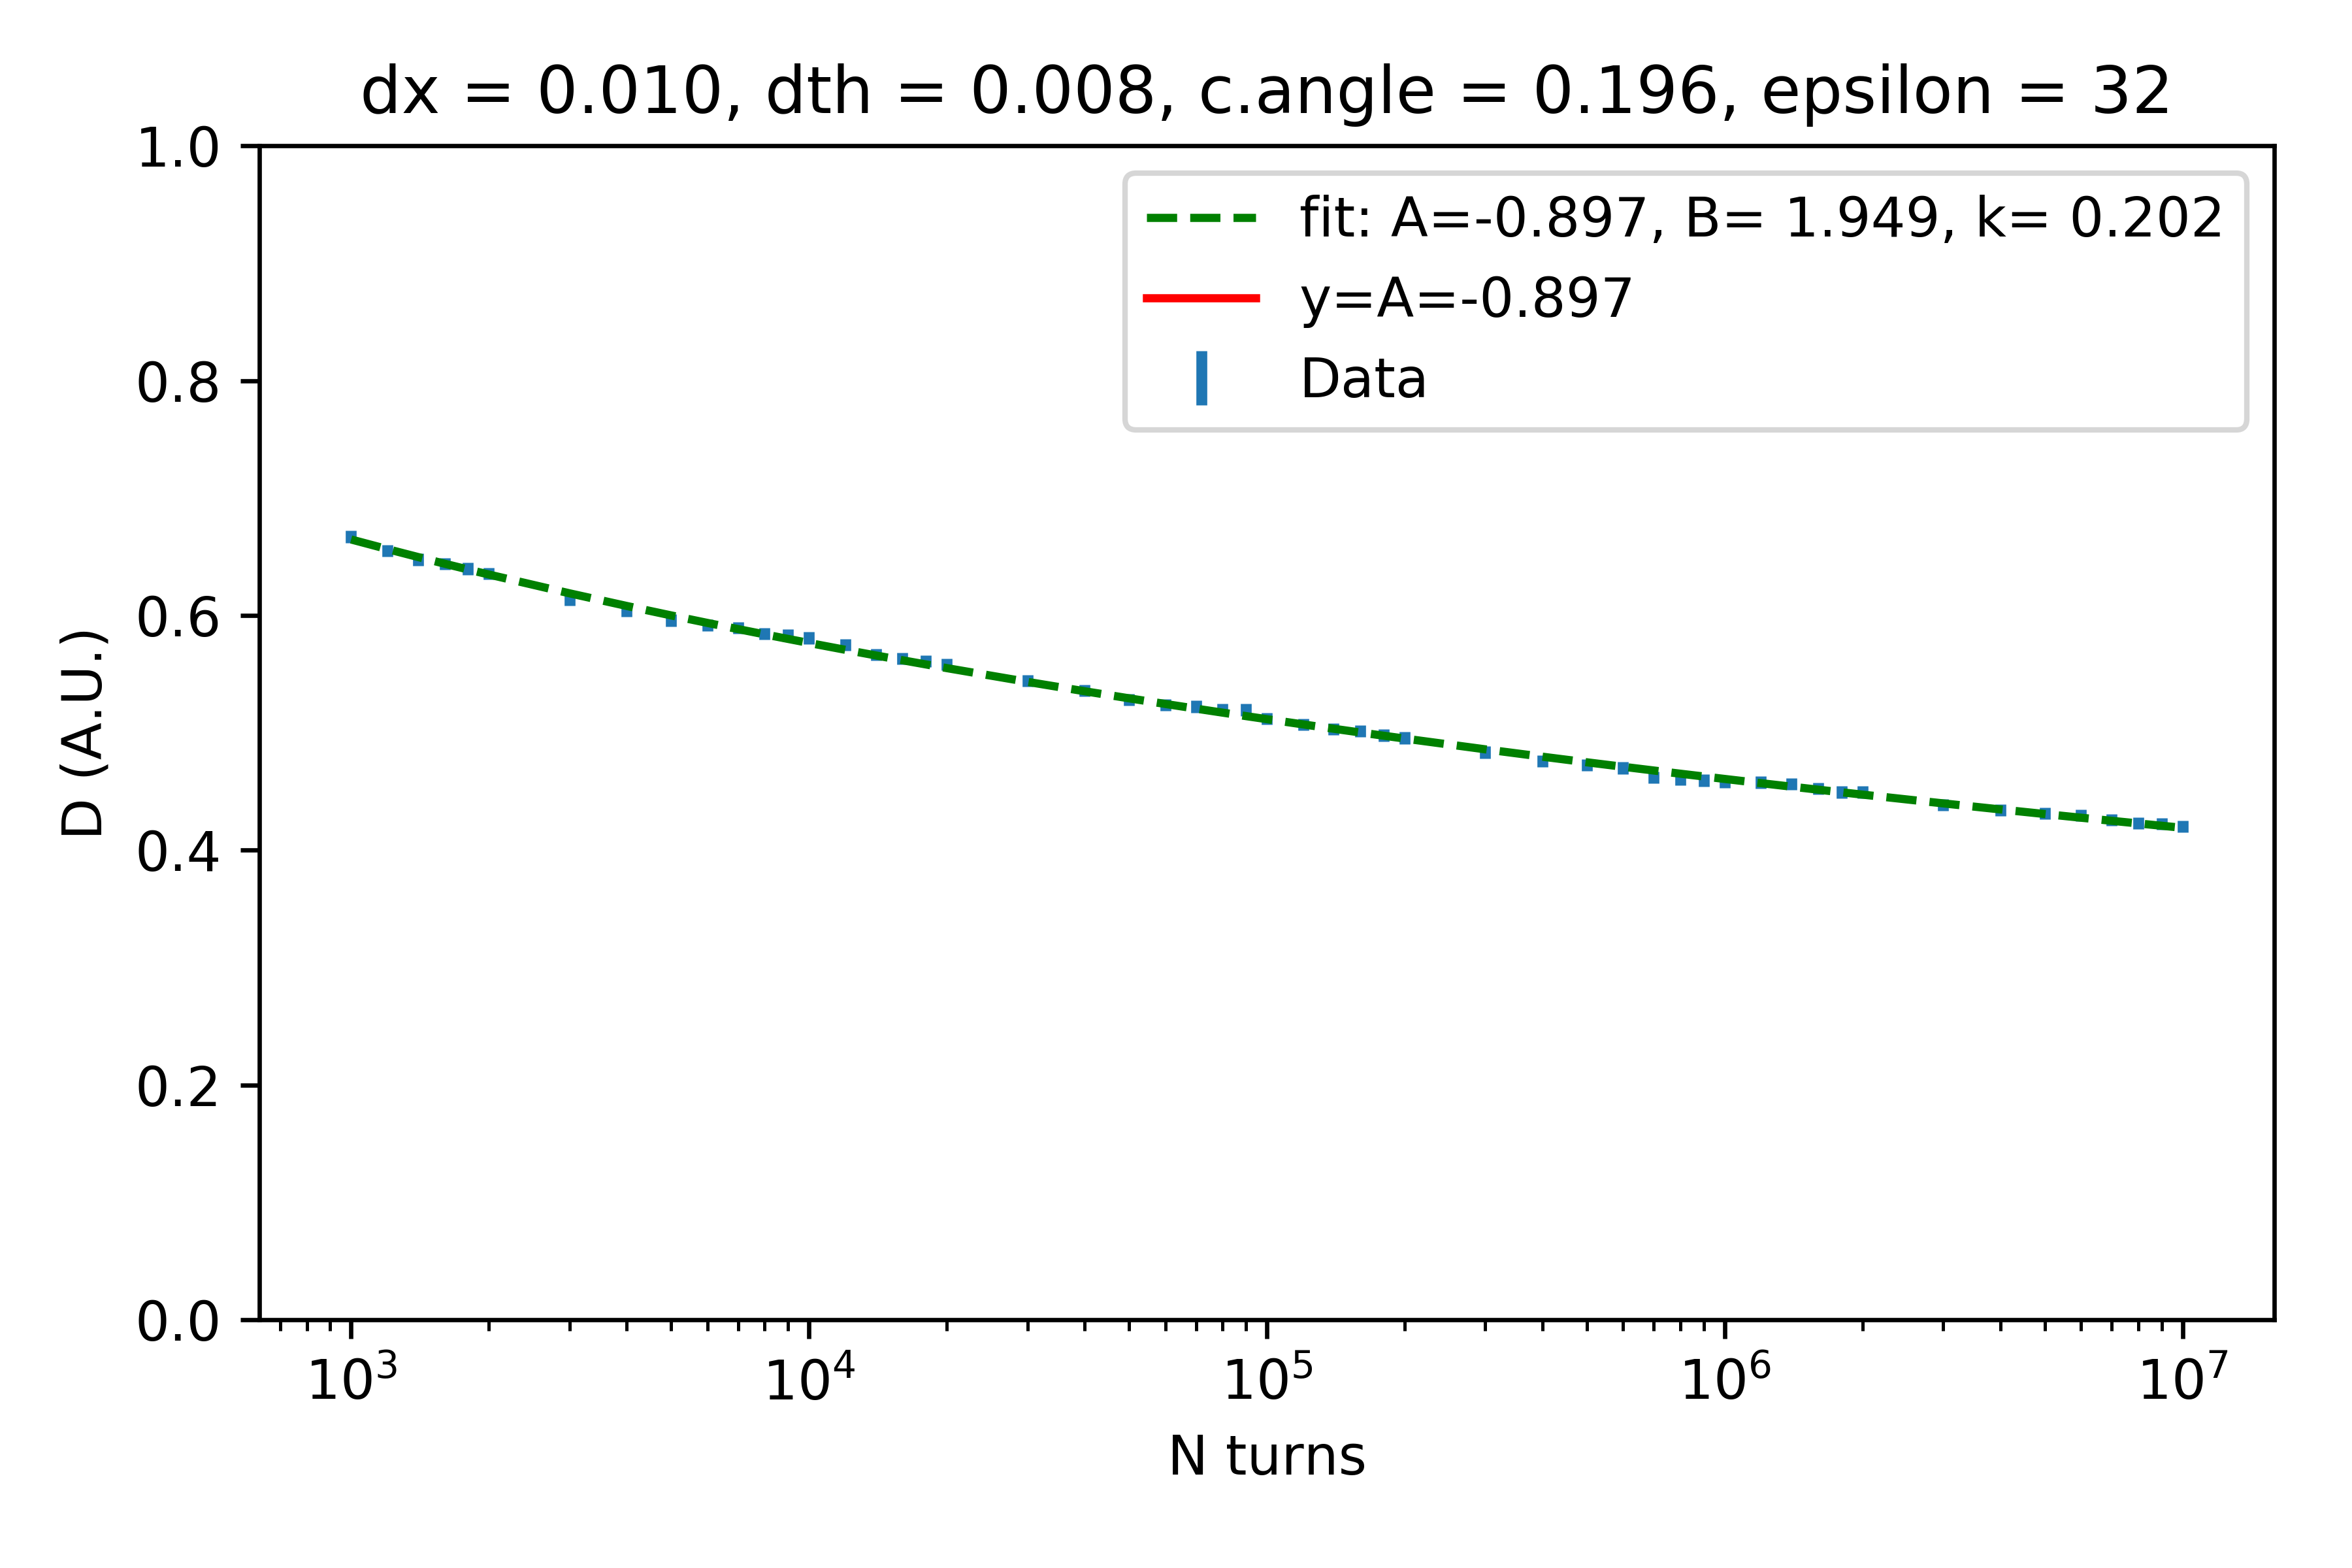 dx = 0.010, dth = 0.008, c.angle = 0.196, epsilon = 32
fit: A=-0.897, B= 1.949, k= 0.202
y=A=-0.897
Data
1.0
0.8
0.6
0.4
0.2
0.0
D (A.U.)
10³
10⁴
10⁵
10⁶
10⁷
N turns